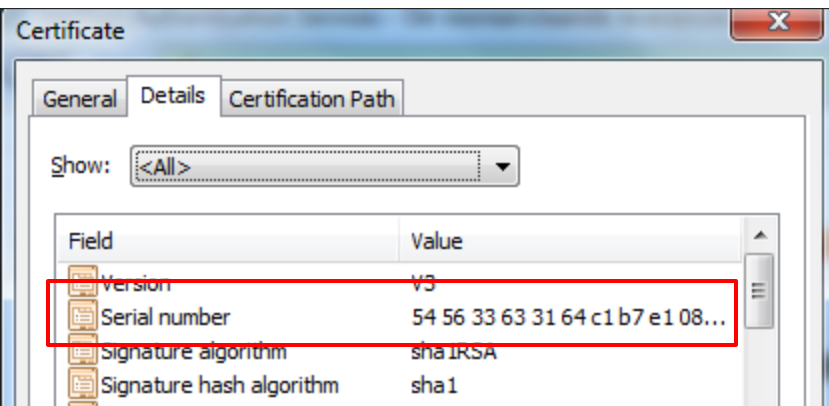 Certificate
General Details Certification Path
Show: <All>
Field Value
Version V3
Serial number 54 56 33 63 31 64 c1 b7 e1 08...
Signature algorithm sha1RSA
Signature hash algorithm sha1